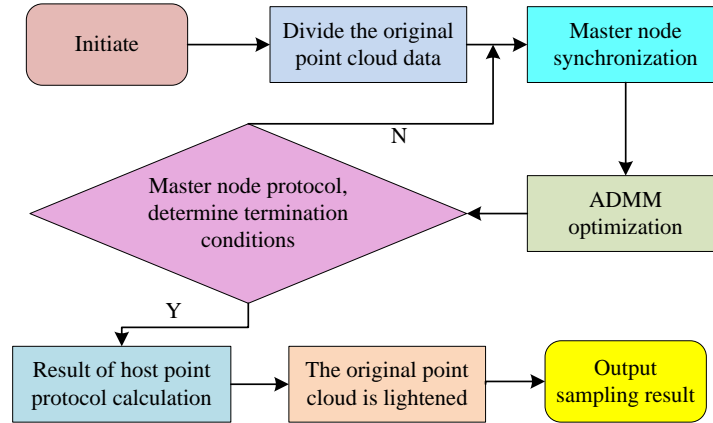 Initiate
Divide the original
point cloud data
Master node
synchronization
N
Master node protocol,
determine termination
conditions
ADMM
optimization
Y
Result of host point
protocol calculation
The original point
cloud is lightened
Output
sampling result